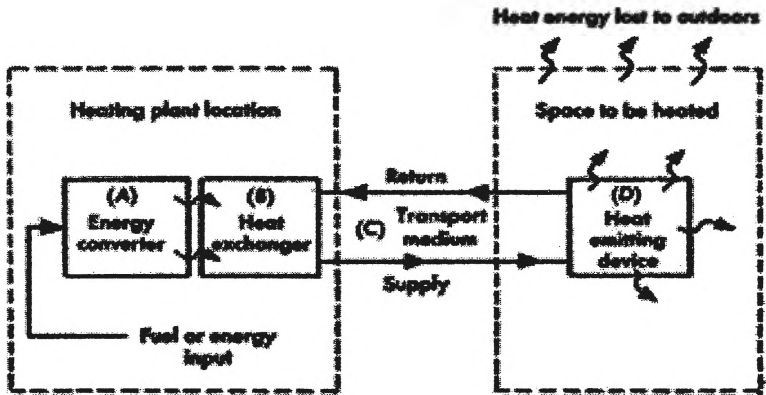 Heat energy lost to outdoors
Heating plant location
Space to be heated
(A)
Energy
converter
(B)
Heat
exchanger
Return
(C)
Transport
medium
Supply
(D)
Heat
emitting
device
Fuel or energy
input